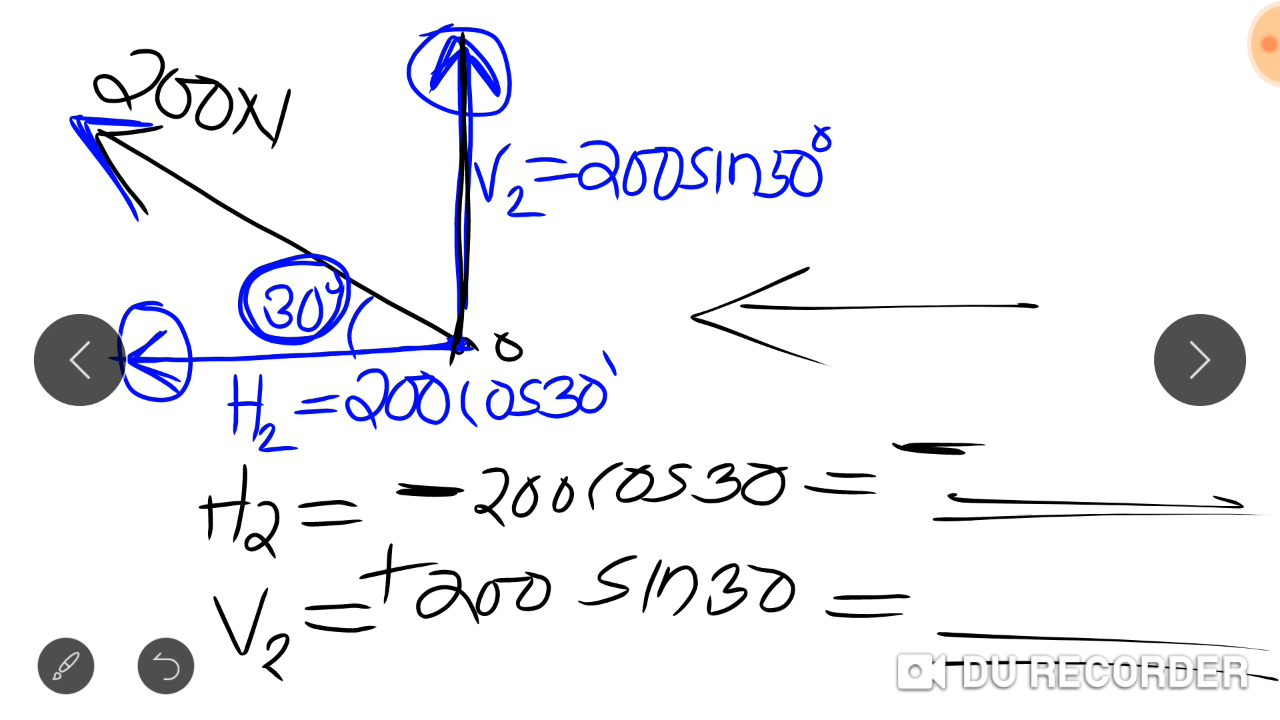 200N
V₂=200sin30°
30°
o
H₂=200cos30'
H₂= -200cos30= -
V₂=+200 sin30=
DU RECORDER